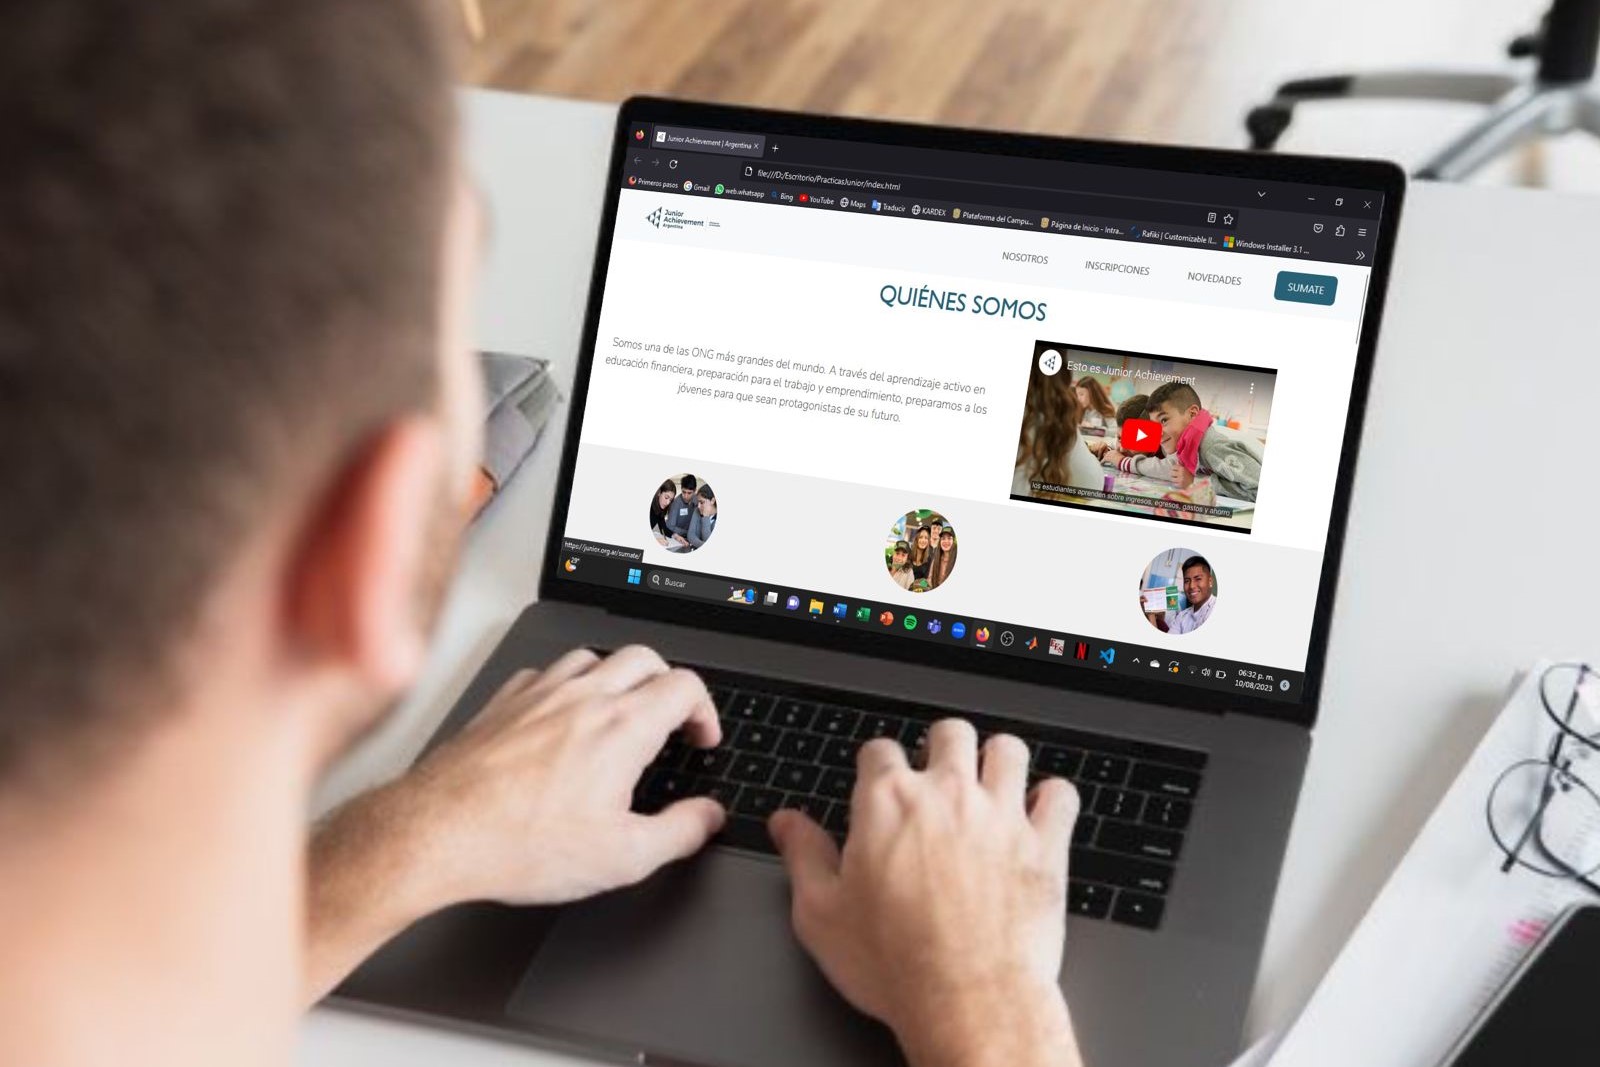 Junior Achievement | Argentina
file:///D:/Escritorio/PracticasJunior/index.html
Primeros pasos
Gmail
web.whatsapp
Bing
YouTube
Maps
Traducir
KARDEX
Plataforma del Campu...
Página de Inicio - Intra...
Rafiki | Customizable Il...
Windows Installer 3.1 ...
Junior
Achievement
Argentina
NOSOTROS
INSCRIPCIONES
NOVEDADES
SUMATE
QUIÉNES SOMOS
Somos una de las ONG más grandes del mundo. A través del aprendizaje activo en
educación financiera, preparación para el trabajo y emprendimiento, preparamos a los
jóvenes para que sean protagonistas de su futuro.
Esto es Junior Achievement
los estudiantes aprenden sobre ingresos, egresos, gastos y ahorro,
https://junior.org.ar/sumate/
29°
Buscar
06:32 p. m.
10/08/2023